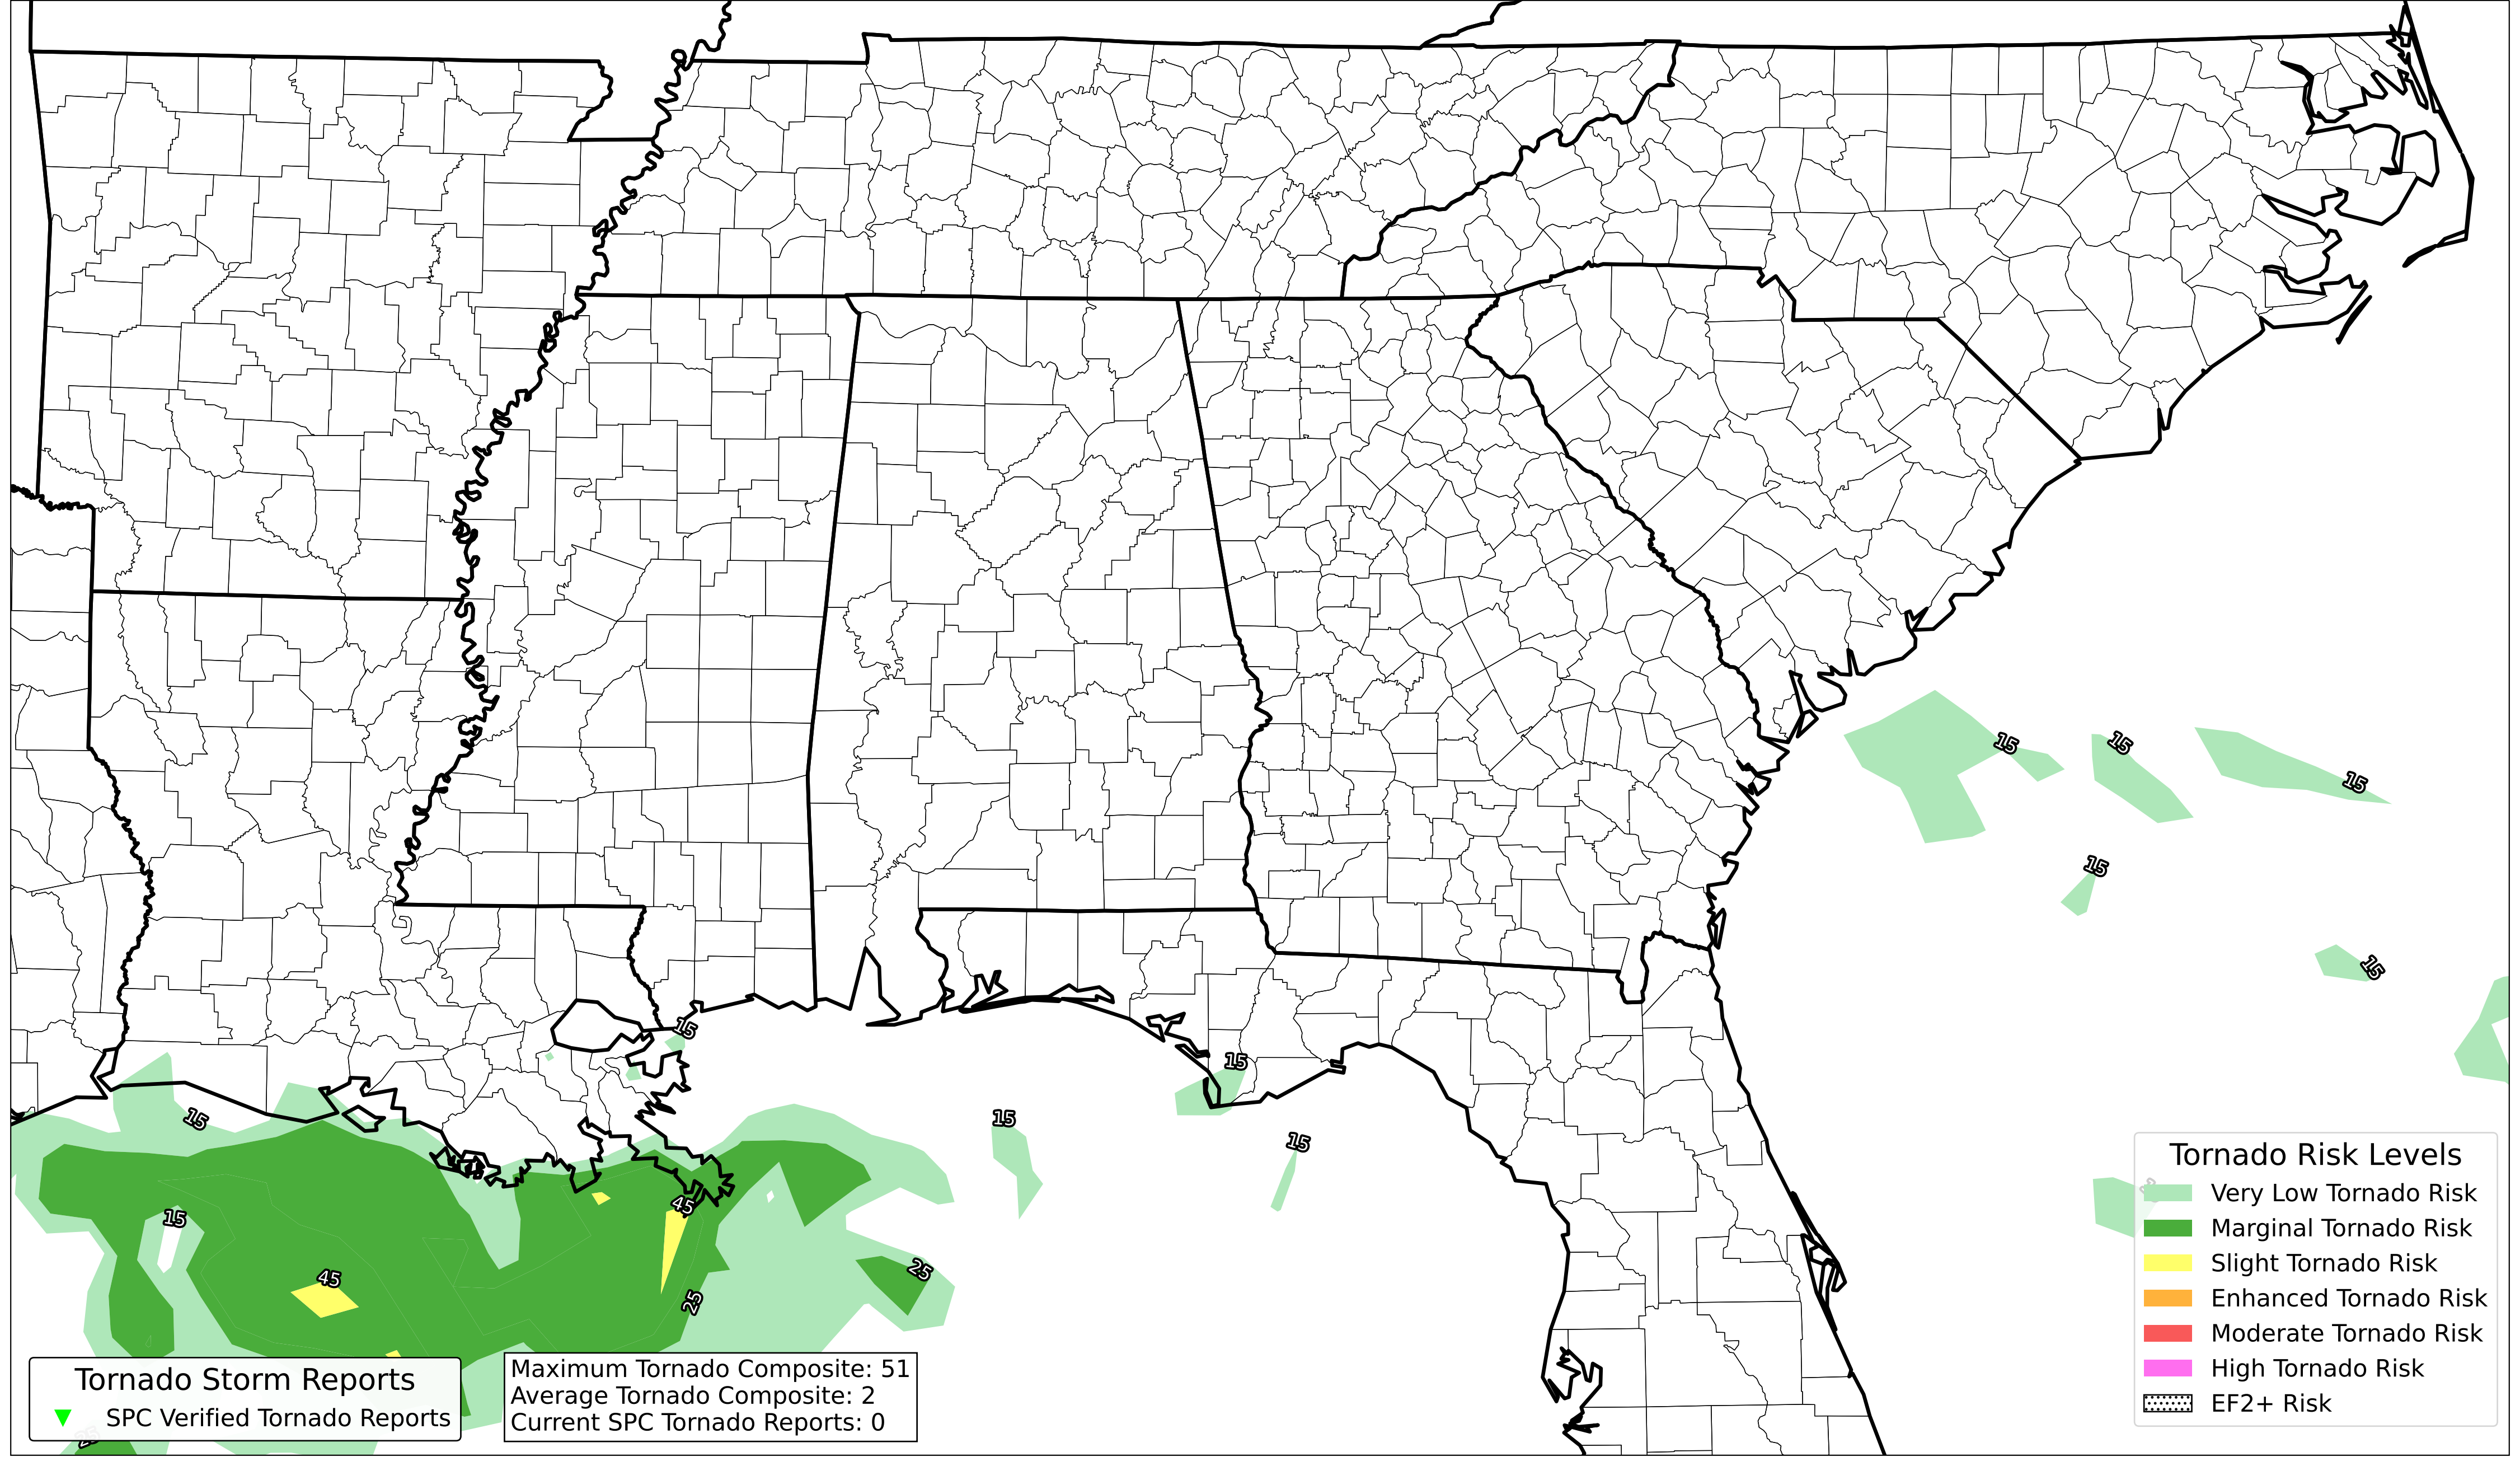 15
15
15
15
15
15
15
15
15
15
15
45
15
45
25
25
Tornado Risk Levels
Very Low Tornado Risk
Marginal Tornado Risk
Slight Tornado Risk
Enhanced Tornado Risk
Moderate Tornado Risk
High Tornado Risk
EF2+ Risk
Tornado Storm Reports
SPC Verified Tornado Reports
Maximum Tornado Composite: 51
Average Tornado Composite: 2
Current SPC Tornado Reports: 0